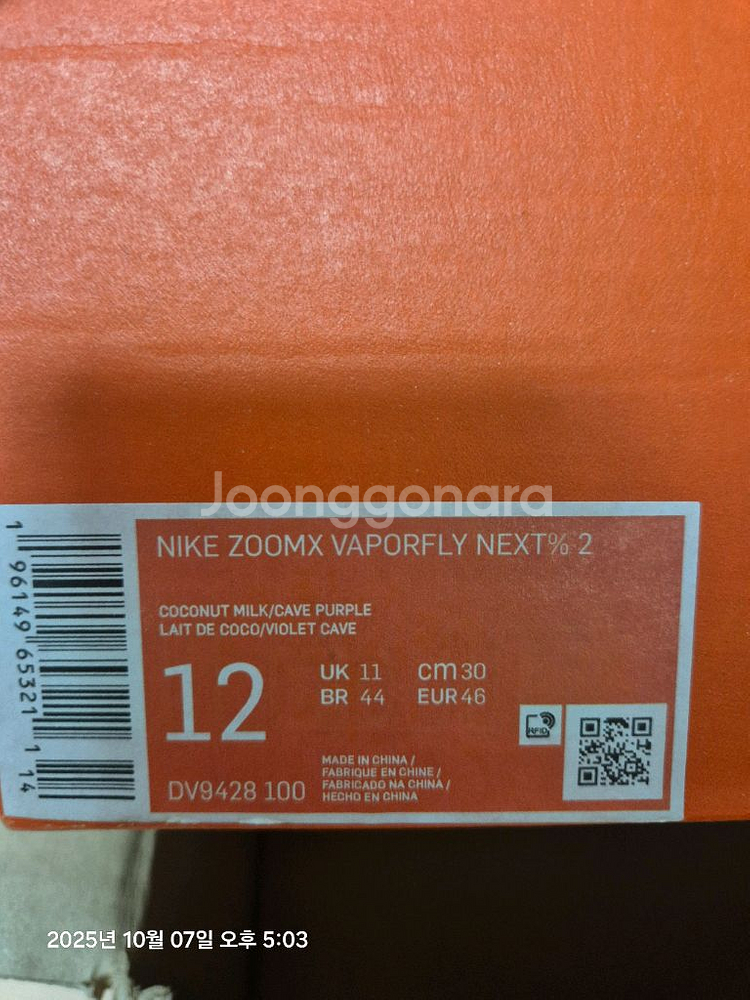 Joonggonara
NIKE ZOOMX VAPORFLY NEXT% 2
COCONUT MILK/CAVE PURPLE
LAIT DE COCO/VIOLET CAVE
12
UK 11 cm 30
BR 44 EUR 46
RFID
DV9428 100
MADE IN CHINA /
FABRIQUE EN CHINE /
FABRICADO NA CHINA /
HECHO EN CHINA
1 96149 65321 1 14
2025년 10월 07일 오후 5:03